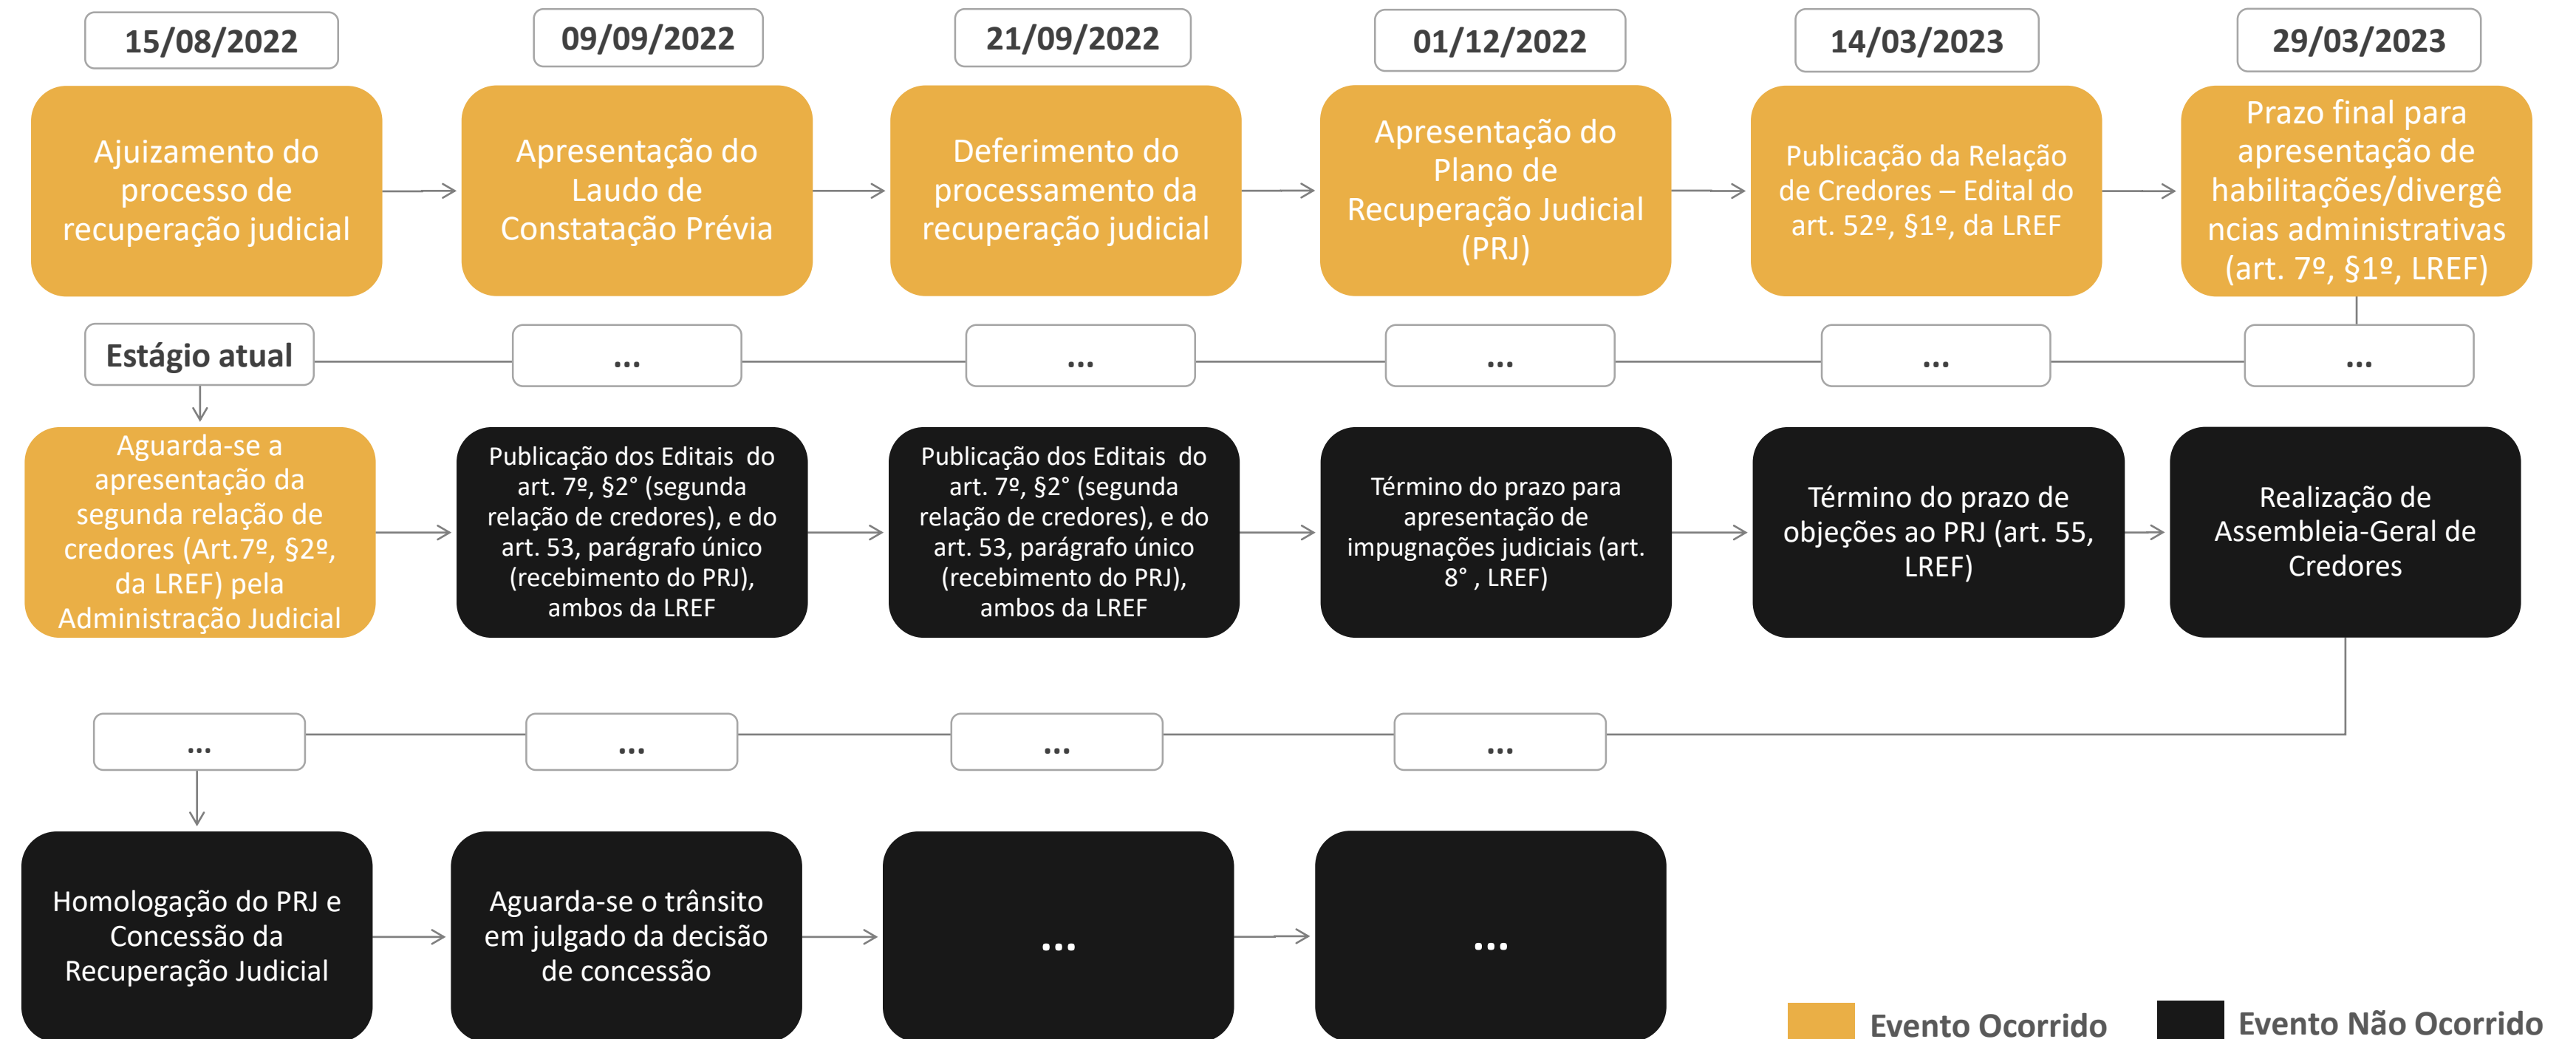 15/08/2022
09/09/2022
21/09/2022
01/12/2022
14/03/2023
29/03/2023
Ajuizamento do
processo de
recuperação judicial
Apresentação do
Laudo de
Constatação Prévia
Deferimento do
processamento da
recuperação judicial
Apresentação do
Plano de
Recuperação Judicial
(PRJ)
Publicação da Relação
de Credores – Edital do
art. 52º, §1º, da LREF
Prazo final para
apresentação de
habilitações/divergê
ncias administrativas
(art. 7º, §1º, LREF)
Estágio atual
...
...
...
...
...
Aguarda-se a
apresentação da
segunda relação de
credores (Art.7º, §2º,
da LREF) pela
Administração Judicial
Publicação dos Editais  do
art. 7º, §2° (segunda
relação de credores), e do
art. 53, parágrafo único
(recebimento do PRJ),
ambos da LREF
Publicação dos Editais  do
art. 7º, §2° (segunda
relação de credores), e do
art. 53, parágrafo único
(recebimento do PRJ),
ambos da LREF
Término do prazo para
apresentação de
impugnações judiciais (art.
8° , LREF)
Término do prazo de
objeções ao PRJ (art. 55,
LREF)
Realização de
Assembleia-Geral de
Credores
...
...
...
...
Homologação do PRJ e
Concessão da
Recuperação Judicial
Aguarda-se o trânsito
em julgado da decisão
de concessão
...
...
Evento Ocorrido
Evento Não Ocorrido